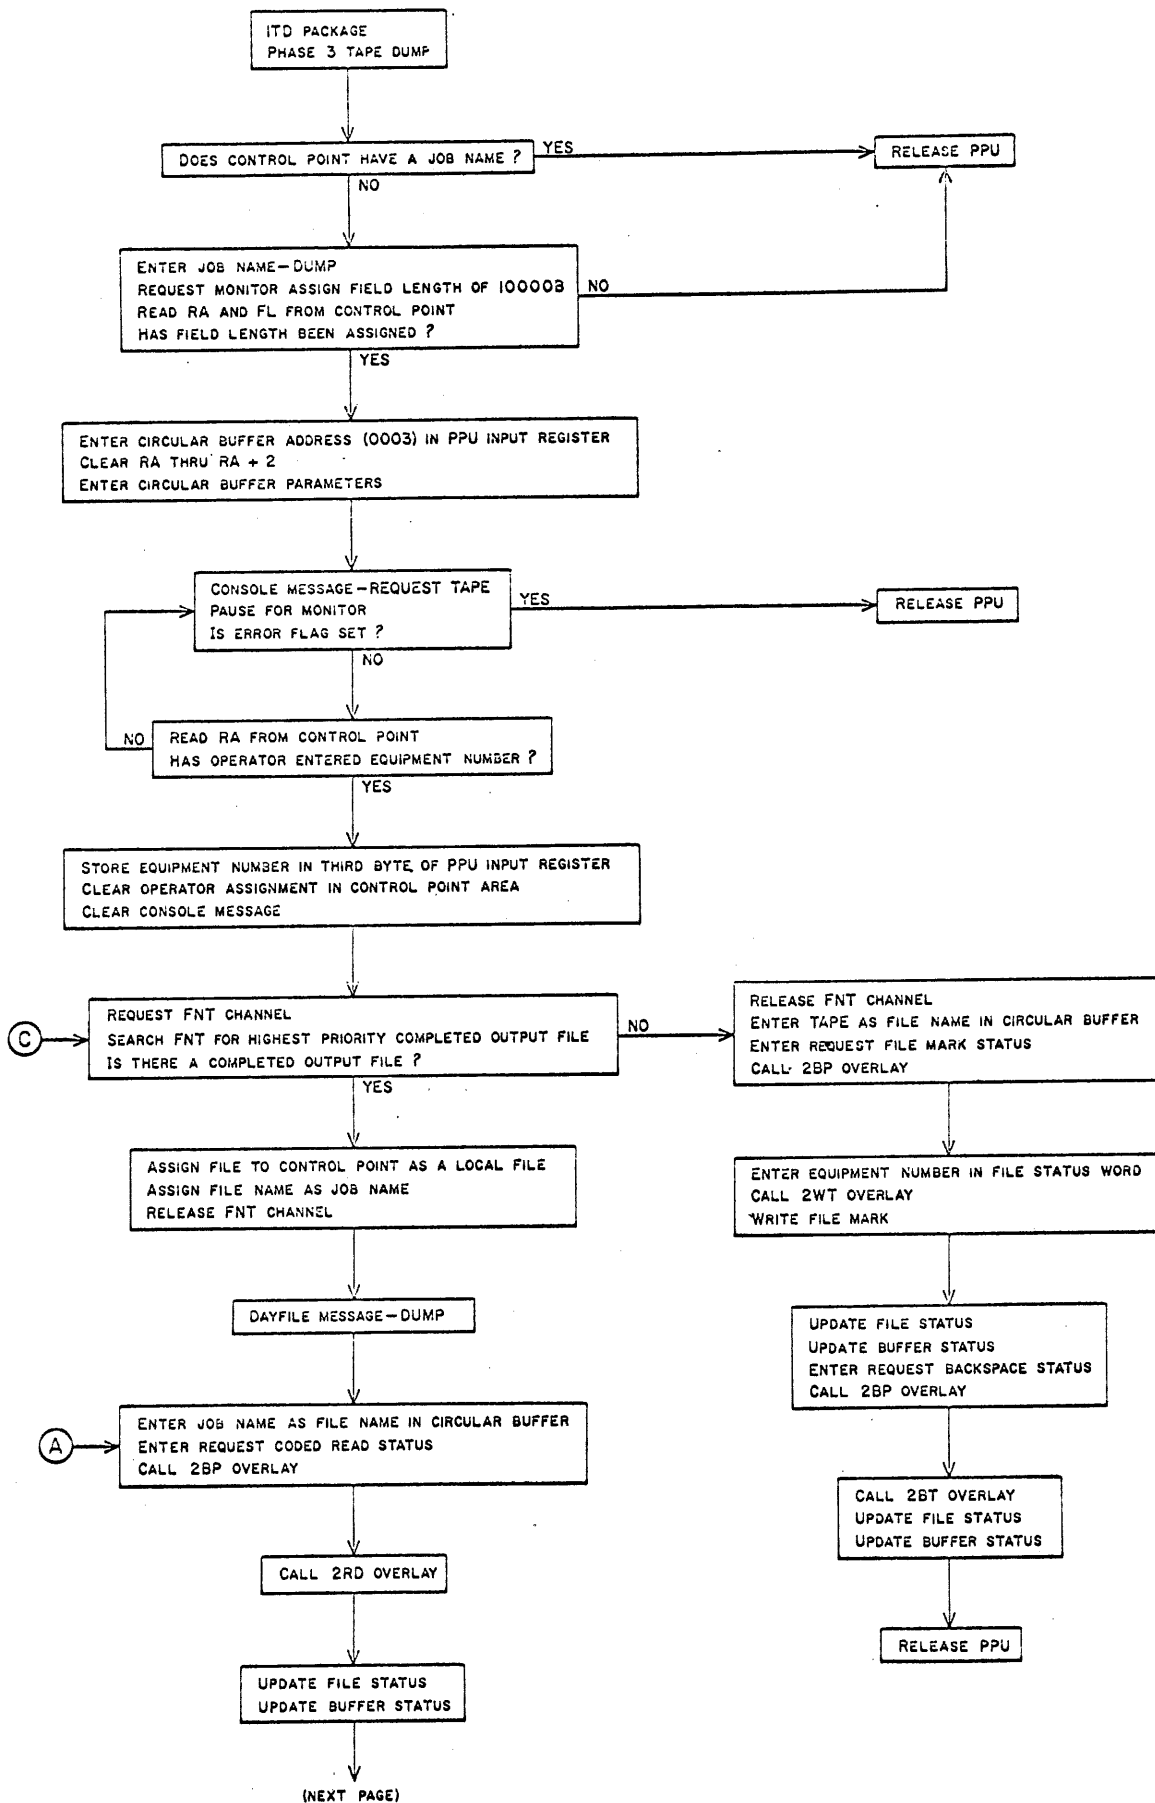 ITD PACKAGE
PHASE 3 TAPE DUMP
DOES CONTROL POINT HAVE A JOB NAME ?
YES
RELEASE PPU
NO
ENTER JOB NAME—DUMP
REQUEST MONITOR ASSIGN FIELD LENGTH OF 10000B
READ RA AND FL FROM CONTROL POINT
HAS FIELD LENGTH BEEN ASSIGNED ?
NO
YES
ENTER CIRCULAR BUFFER ADDRESS (0003) IN PPU INPUT REGISTER
CLEAR RA THRU RA + 2
ENTER CIRCULAR BUFFER PARAMETERS
CONSOLE MESSAGE—REQUEST TAPE
PAUSE FOR MONITOR
IS ERROR FLAG SET ?
YES
RELEASE PPU
NO
READ RA FROM CONTROL POINT
HAS OPERATOR ENTERED EQUIPMENT NUMBER ?
NO
YES
STORE EQUIPMENT NUMBER IN THIRD BYTE OF PPU INPUT REGISTER
CLEAR OPERATOR ASSIGNMENT IN CONTROL POINT AREA
CLEAR CONSOLE MESSAGE
C
REQUEST FNT CHANNEL
SEARCH FNT FOR HIGHEST PRIORITY COMPLETED OUTPUT FILE
IS THERE A COMPLETED OUTPUT FILE ?
NO
YES
RELEASE FNT CHANNEL
ENTER TAPE AS FILE NAME IN CIRCULAR BUFFER
ENTER REQUEST FILE MARK STATUS
CALL 2BP OVERLAY
ASSIGN FILE TO CONTROL POINT AS A LOCAL FILE
ASSIGN FILE NAME AS JOB NAME
RELEASE FNT CHANNEL
ENTER EQUIPMENT NUMBER IN FILE STATUS WORD
CALL 2WT OVERLAY
WRITE FILE MARK
DAYFILE MESSAGE—DUMP
UPDATE FILE STATUS
UPDATE BUFFER STATUS
ENTER REQUEST BACKSPACE STATUS
CALL 2BP OVERLAY
A
ENTER JOB NAME AS FILE NAME IN CIRCULAR BUFFER
ENTER REQUEST CODED READ STATUS
CALL 2BP OVERLAY
CALL 2BT OVERLAY
UPDATE FILE STATUS
UPDATE BUFFER STATUS
CALL 2RD OVERLAY
RELEASE PPU
UPDATE FILE STATUS
UPDATE BUFFER STATUS
(NEXT PAGE)